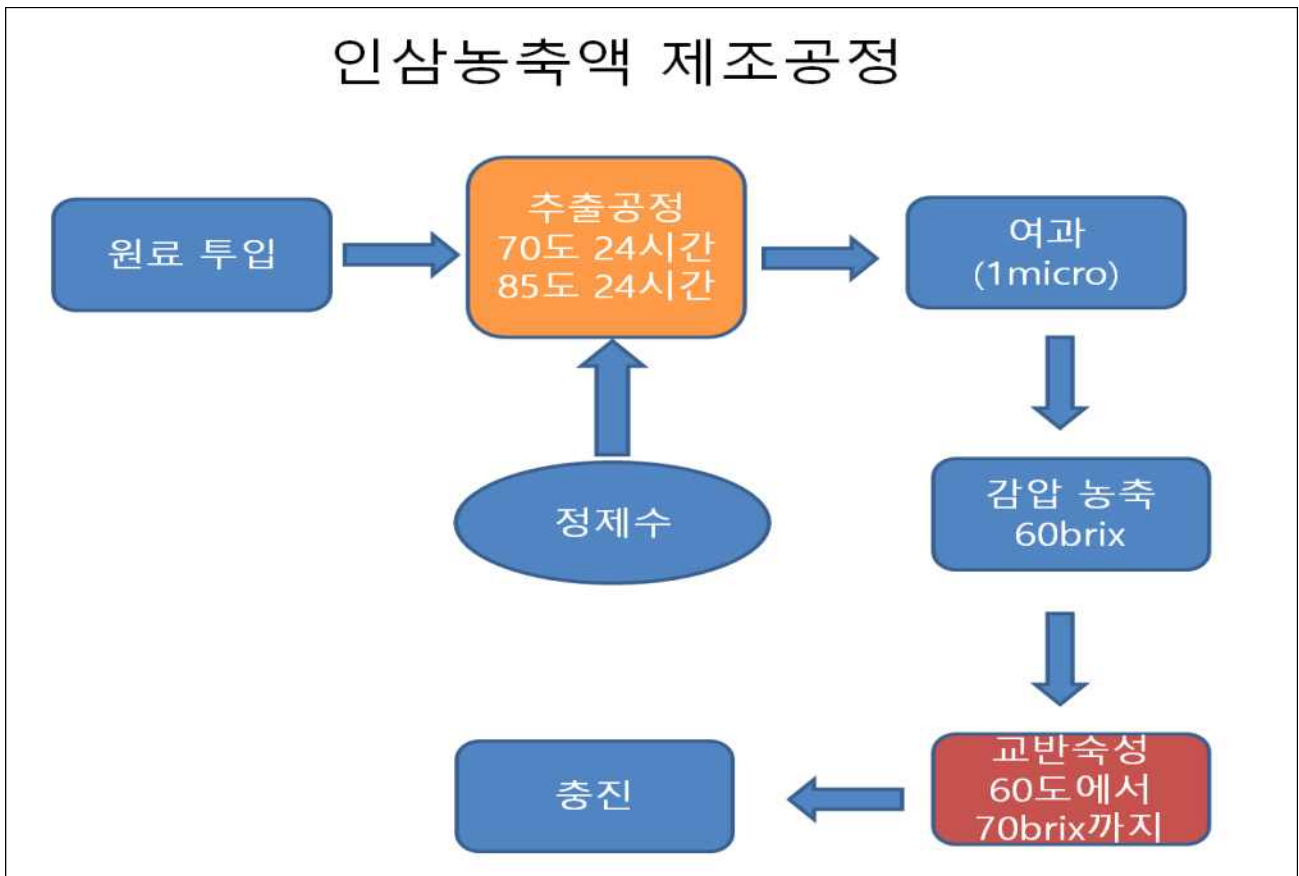 인삼농축액 제조공정
원료 투입
추출공정
70도 24시간
85도 24시간
여과
(1micro)
정제수
감압 농축
60brix
교반숙성
60도에서
70brix까지
충진